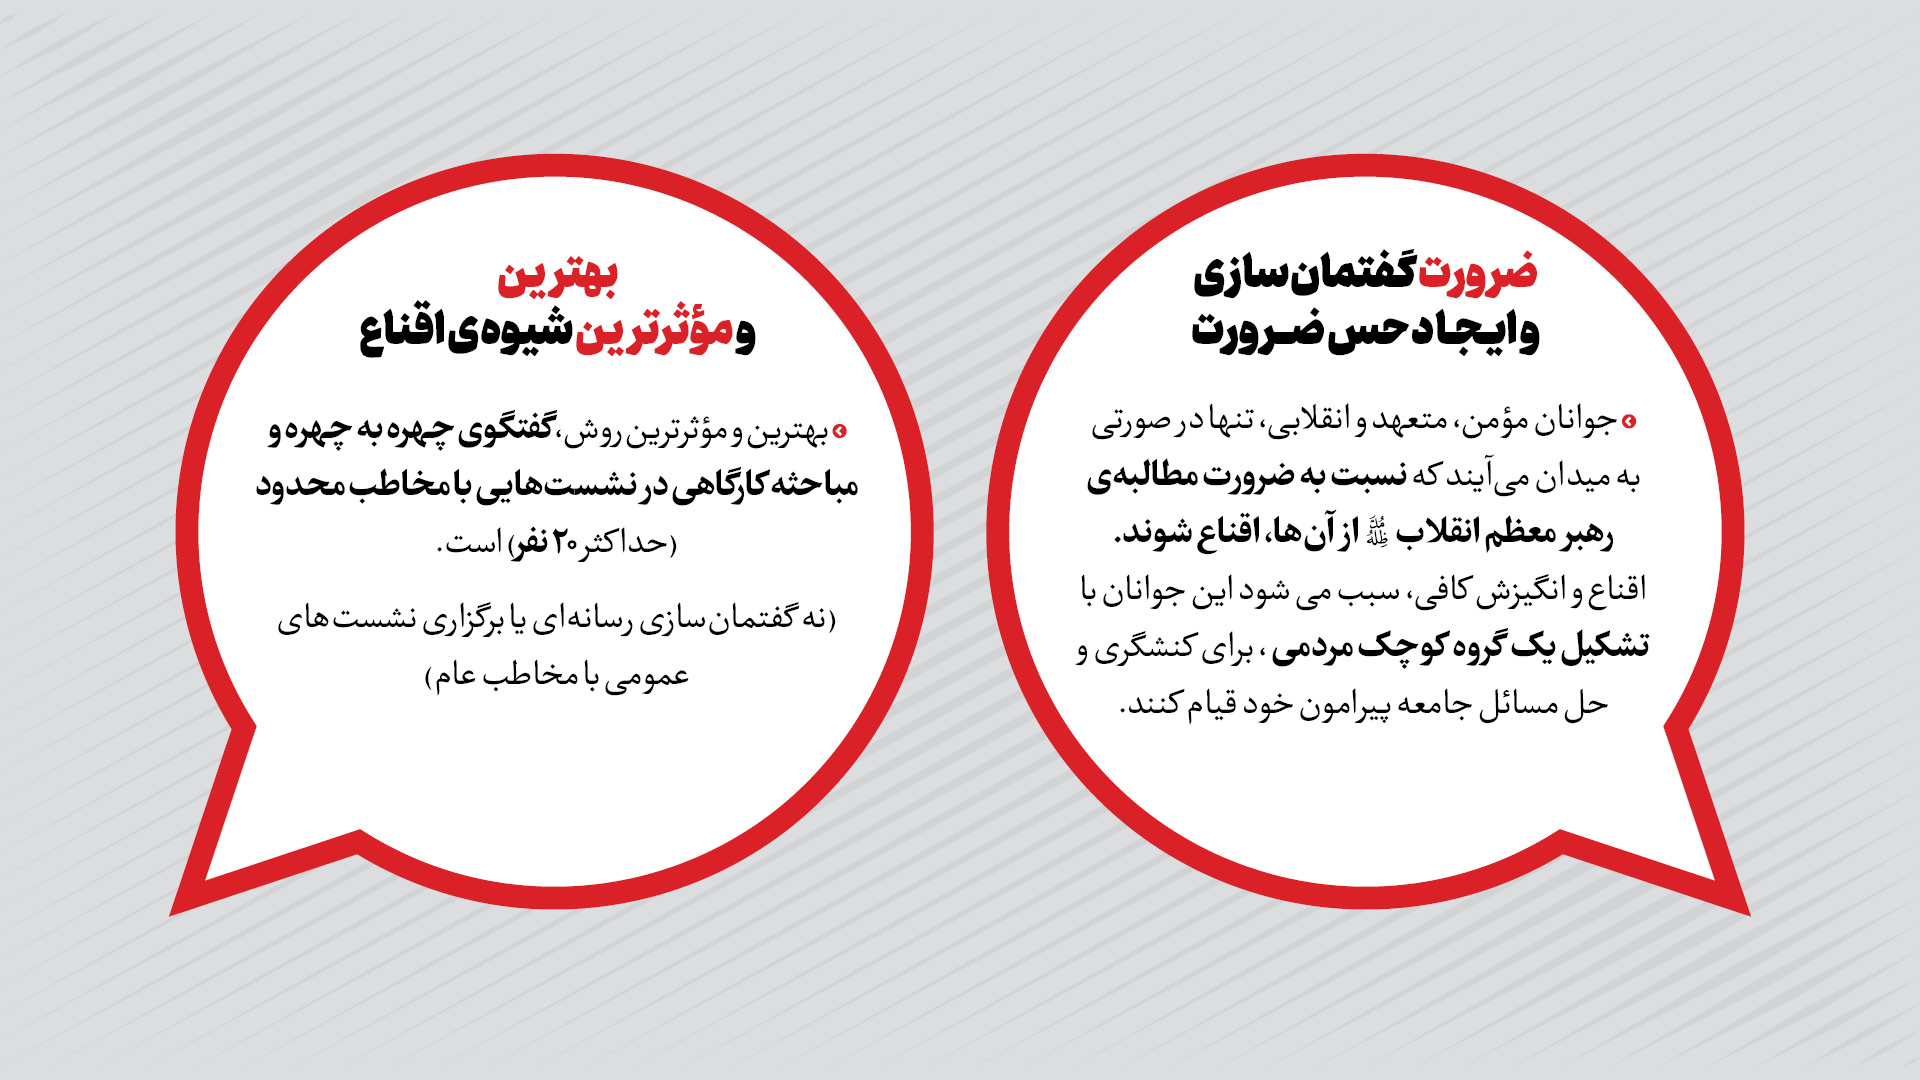 ضرورت گفتمان‌سازی
و ایجاد حس ضرورت
جوانان مؤمن، متعهد و انقلابی، تنها در صورتی
به میدان می‌آیند که نسبت به ضرورت مطالبه‌ی
رهبر معظم انقلاب مدظله از آن‌ها، اقناع شوند.
اقناع و انگیزش کافی، سبب می شود این جوانان با
تشکیل یک گروه کوچک مردمی ، برای کنشگری و
حل مسائل جامعه پیرامون خود قیام کنند.
بهترین
و مؤثرترین شیوه‌ی اقناع
بهترین و مؤثرترین روش، گفتگوی چهره به چهره و
مباحثه کارگاهی در نشست‌هایی با مخاطب محدود
(حداکثر ۲۰ نفر) است.
(نه گفتمان‌سازی رسانه‌ای یا برگزاری نشست‌های
عمومی با مخاطب عام)